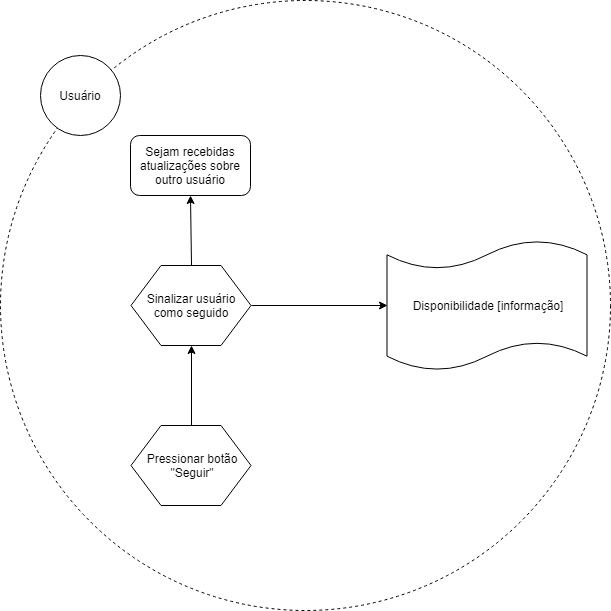 Usuário
Sejam recebidas
atualizações sobre
outro usuário
Sinalizar usuário
como seguido
Disponibilidade [informação]
Pressionar botão
"Seguir"